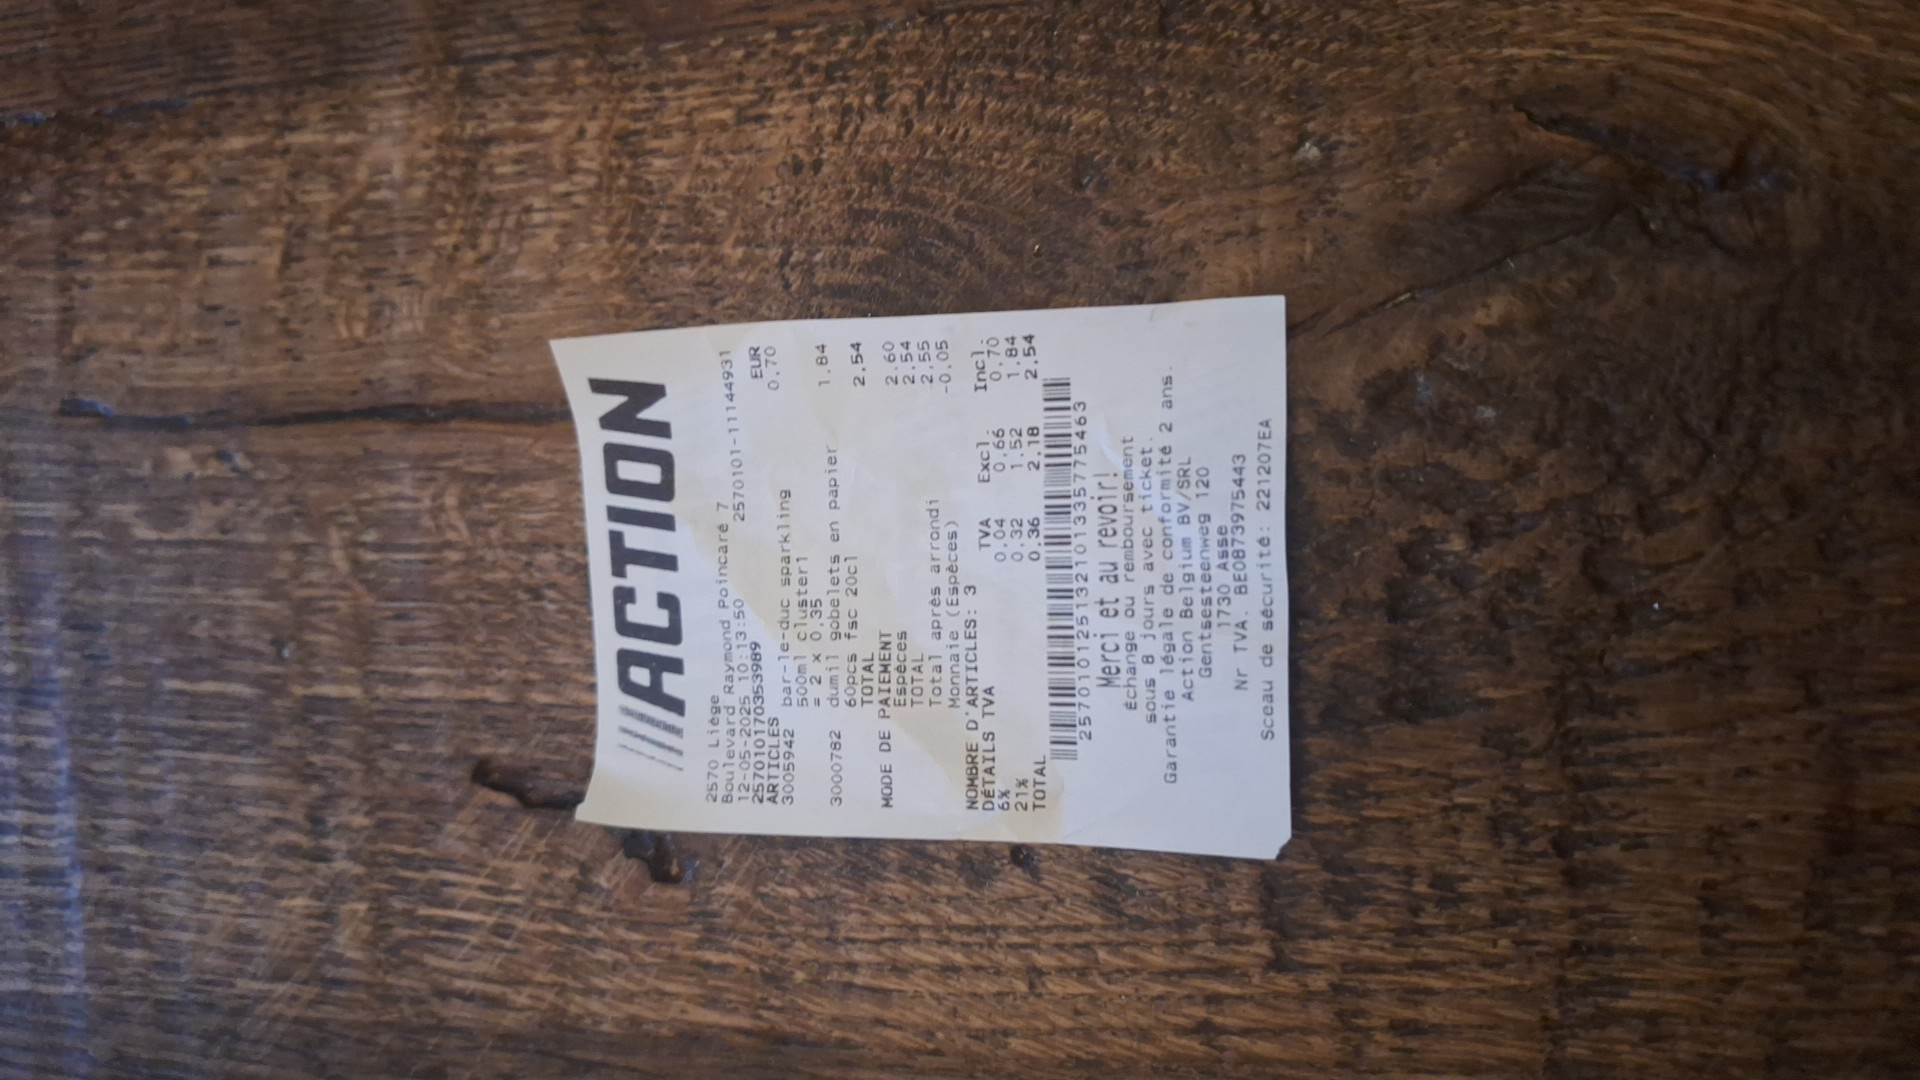 ACTION
2570 Liège
Boulevard Raymond Poincaré 7
12-05-2025 10:13:50 2570101-11144931
2570101170353989 EUR
ARTICLES 0,70
3005942 bar-le-duc sparkling
500ml cluster1
= 2 x 0,35
3000782 dumil gobelets en papier 1,84
60pcs fsc 20cl
TOTAL 2,54
MODE DE PAIEMENT
Espèces 2,60
TOTAL 2,54
Total après arrondi 2,55
Monnaie (Espèces) -0,05
NOMBRE D'ARTICLES: 3
DÉTAILS TVA TVA Excl. Incl.
6% 0,04 0,66 0,70
21% 0,32 1,52 1,84
TOTAL 0,36 2,18 2,54
257010125132101335775463
Merci et au revoir!
Échange ou remboursement
sous 8 jours avec ticket.
Garantie légale de conformité 2 ans.
Action Belgium BV/SRL
Gentsesteenweg 120
1730 Asse
Nr TVA. BE0873975443
Sceau de sécurité: 221207EA